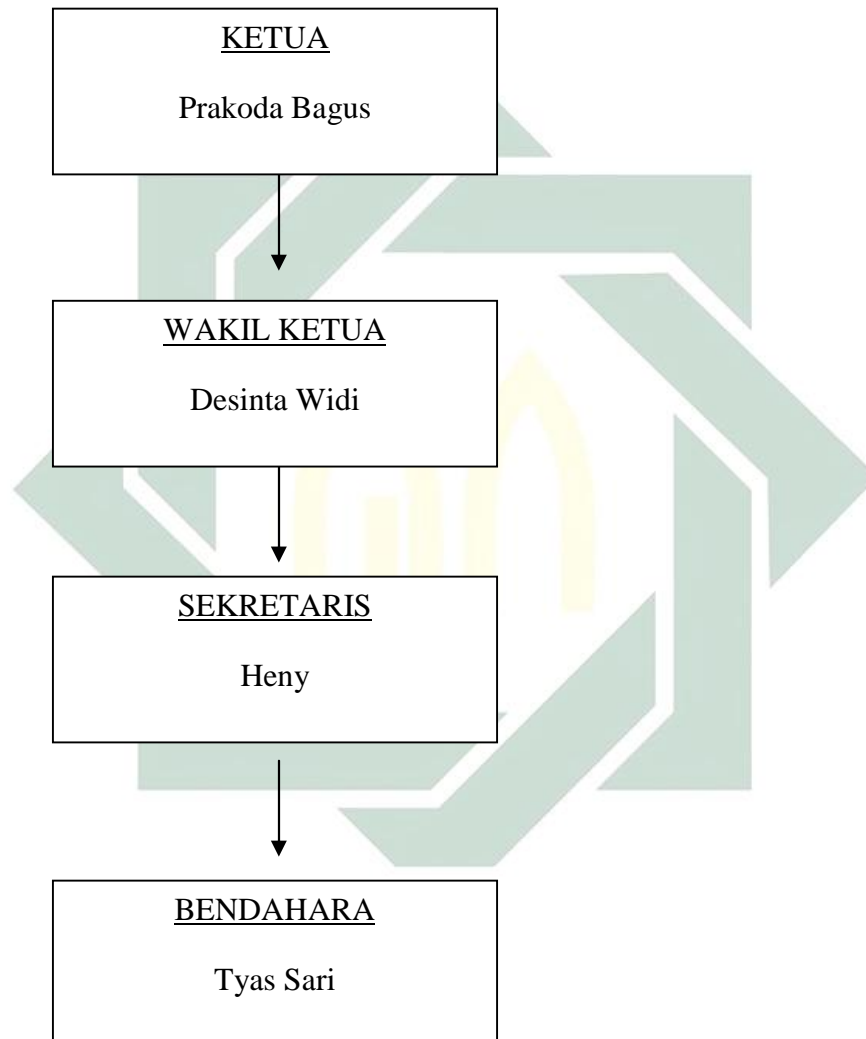 KETUA
Prakoda Bagus
WAKIL KETUA
Desinta Widi
SEKRETARIS
Heny
BENDAHARA
Tyas Sari